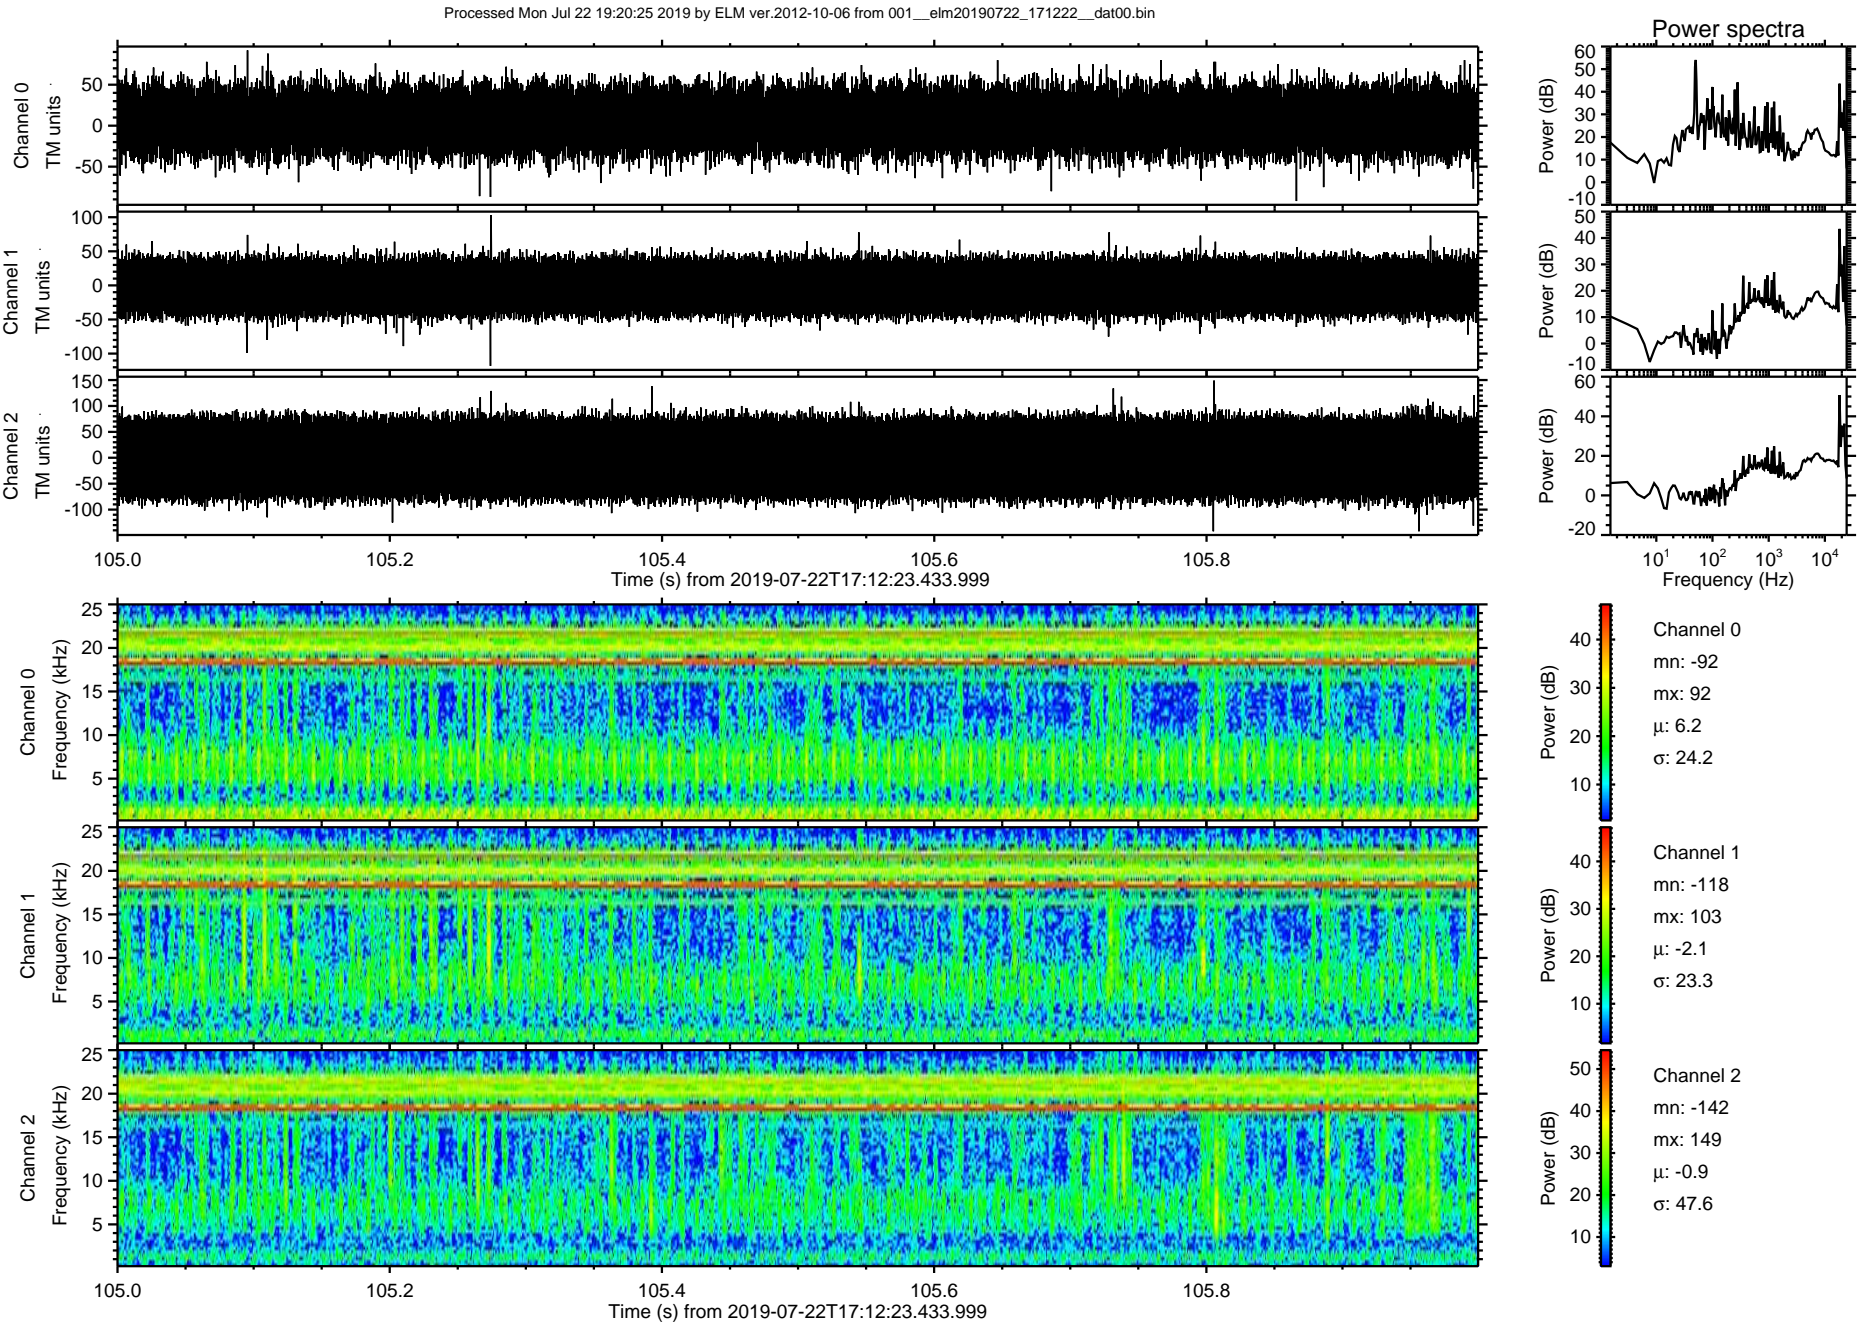 Processed Mon Jul 22 19:20:25 2019 by ELM ver.2012-10-06 from 001__elm20190722_171222__dat00.bin
Power spectra
Channel 0
TM units
50
0
-50
Power (dB)
60
50
40
30
20
10
0
-10
Channel 1
TM units
100
50
0
-50
-100
Power (dB)
50
40
30
20
10
0
-10
Channel 2
TM units
150
100
50
0
-50
-100
Power (dB)
60
40
20
0
-20
105.0 105.2 105.4 105.6 105.8
Time (s) from 2019-07-22T17:12:23.433.999
10¹ 10² 10³ 10⁴
Frequency (Hz)
Channel 0
Frequency (kHz)
25
20
15
10
5
Power (dB)
40
30
20
10
Channel 0
mn: -92
mx: 92
μ: 6.2
σ: 24.2
Channel 1
Frequency (kHz)
25
20
15
10
5
Power (dB)
40
30
20
10
Channel 1
mn: -118
mx: 103
μ: -2.1
σ: 23.3
Channel 2
Frequency (kHz)
25
20
15
10
5
Power (dB)
50
40
30
20
10
Channel 2
mn: -142
mx: 149
μ: -0.9
σ: 47.6
105.0 105.2 105.4 105.6 105.8
Time (s) from 2019-07-22T17:12:23.433.999